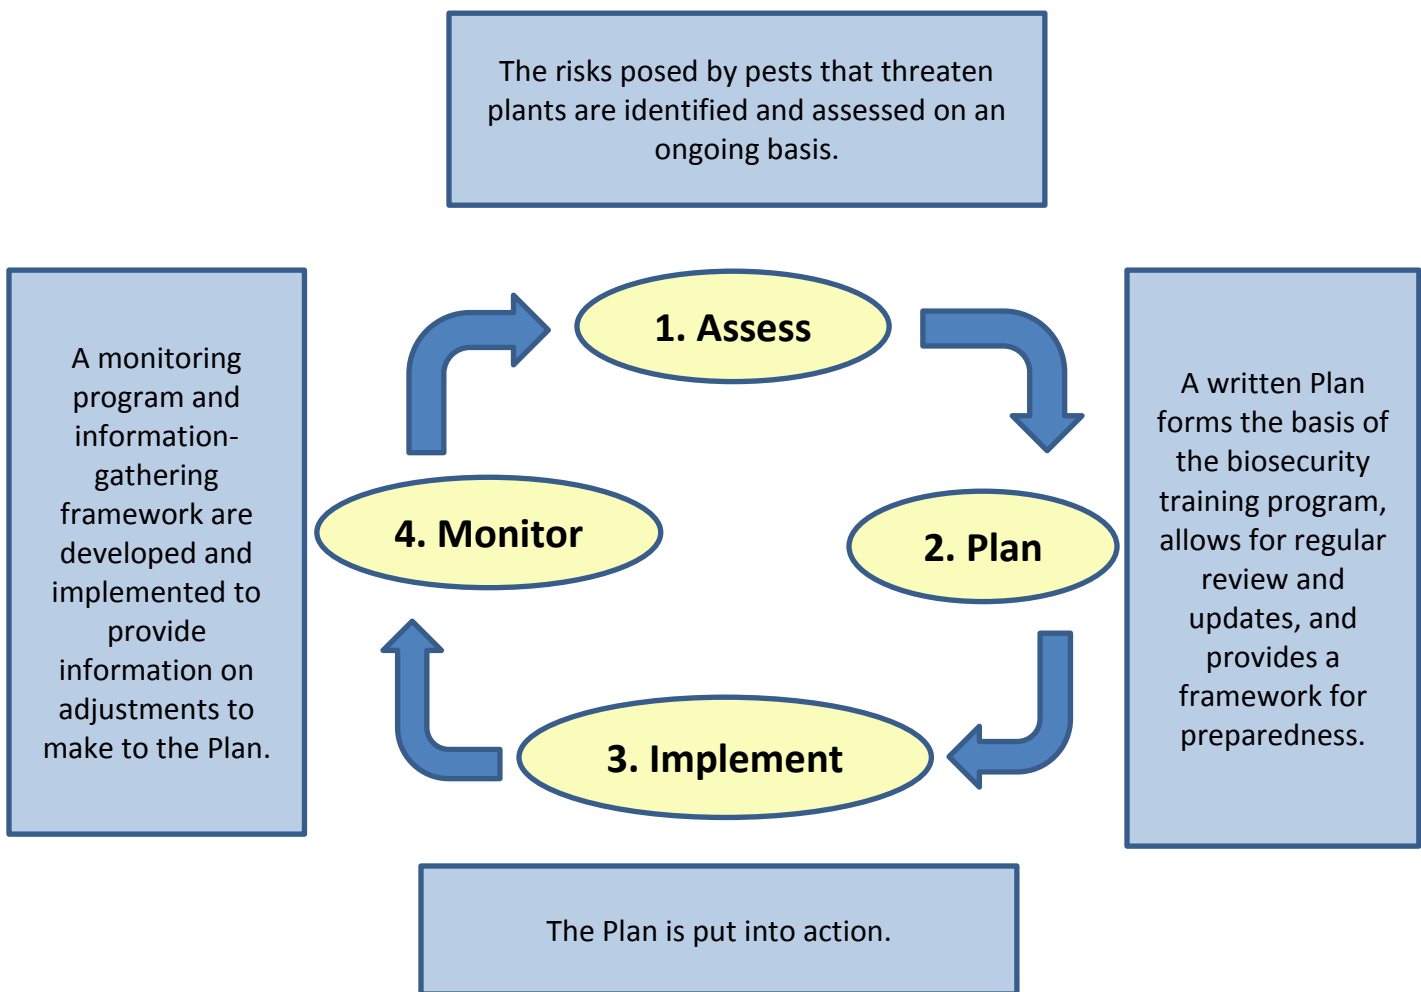 The risks posed by pests that threaten
plants are identified and assessed on an
ongoing basis.
1. Assess
A monitoring
program and
information-
gathering
framework are
developed and
implemented to
provide
information on
adjustments to
make to the Plan.
4. Monitor
2. Plan
A written Plan
forms the basis of
the biosecurity
training program,
allows for regular
review and
updates, and
provides a
framework for
preparedness.
3. Implement
The Plan is put into action.